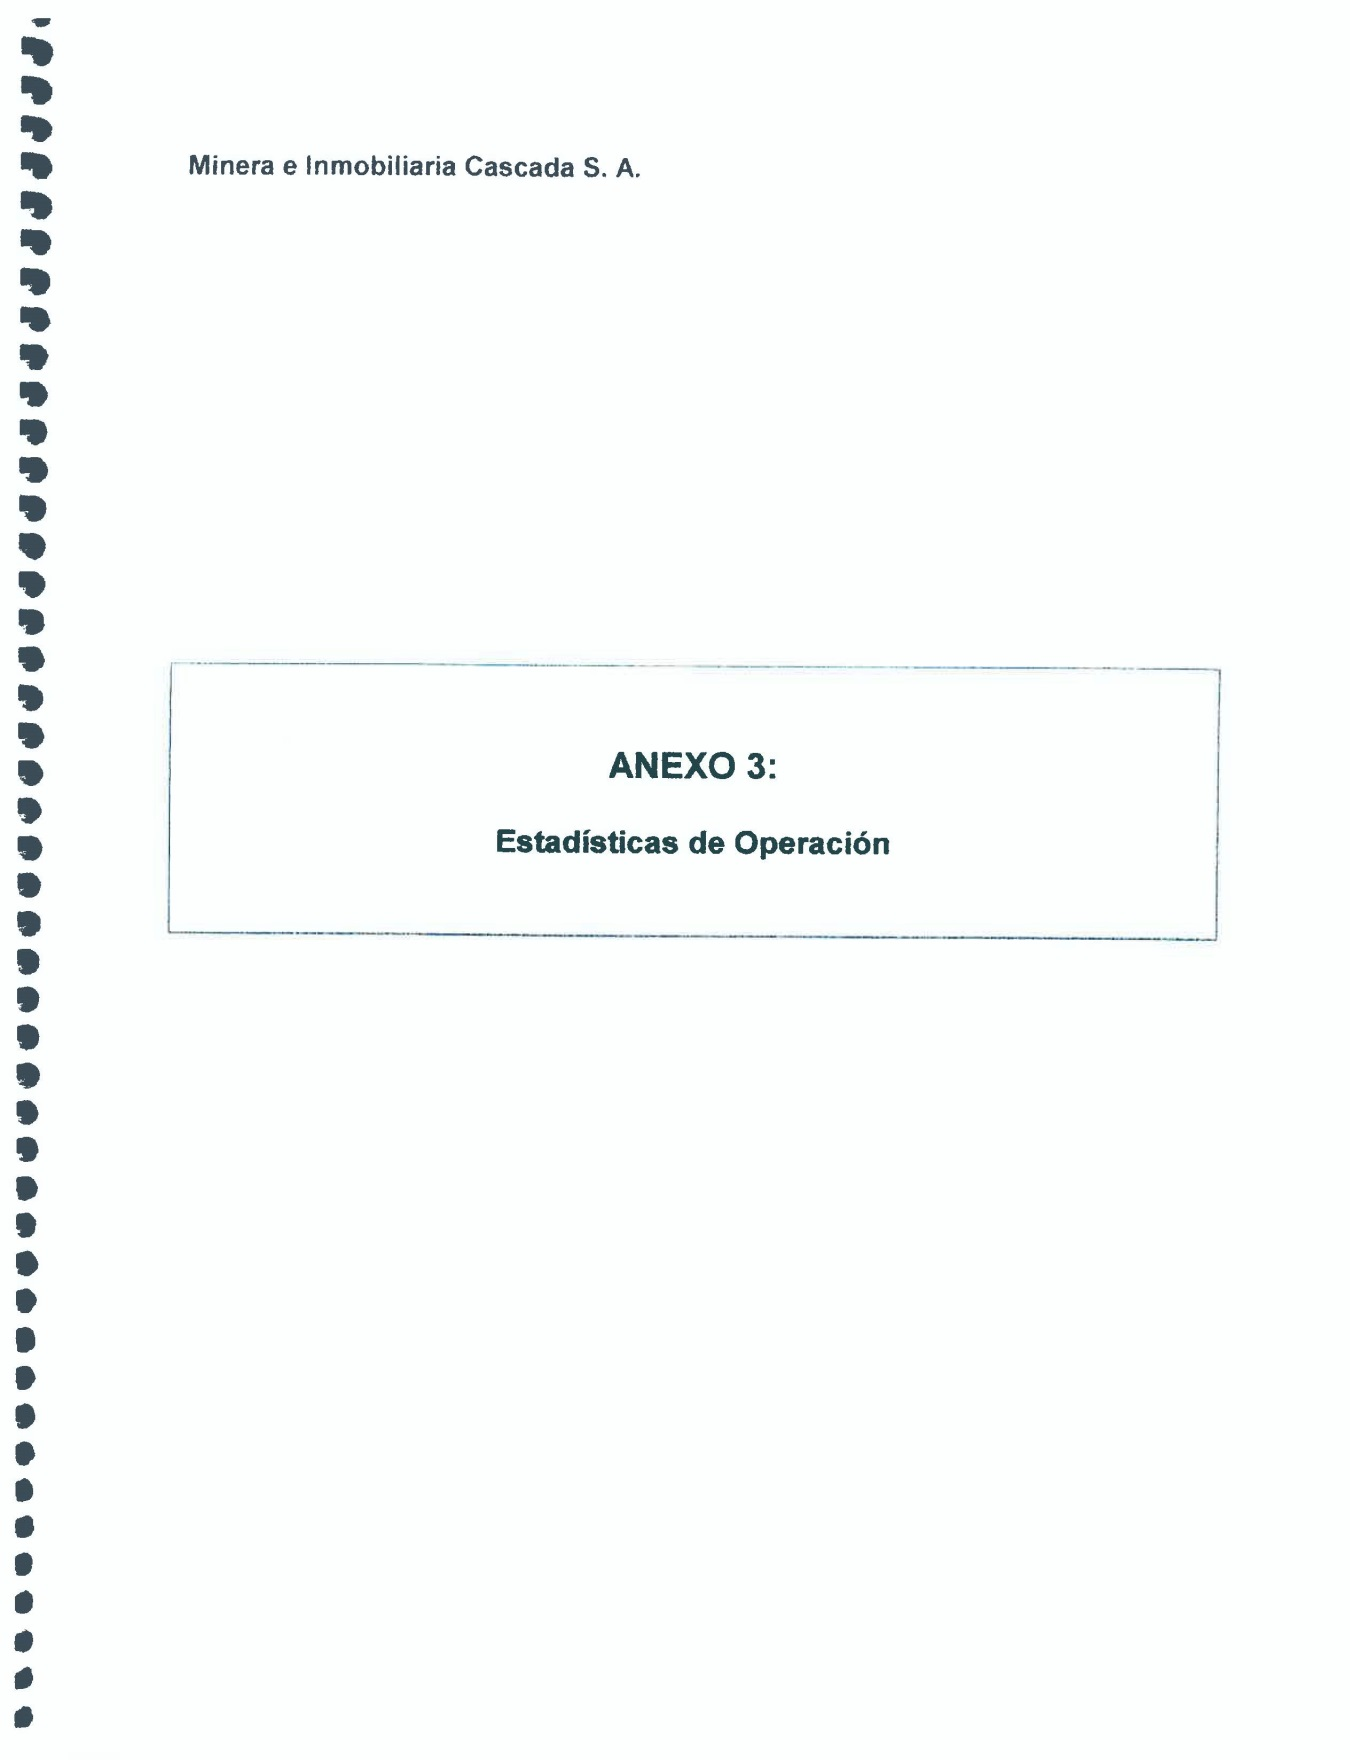 Minera e Inmobiliaria Cascada S. A.
ANEXO 3:
Estadísticas de Operación